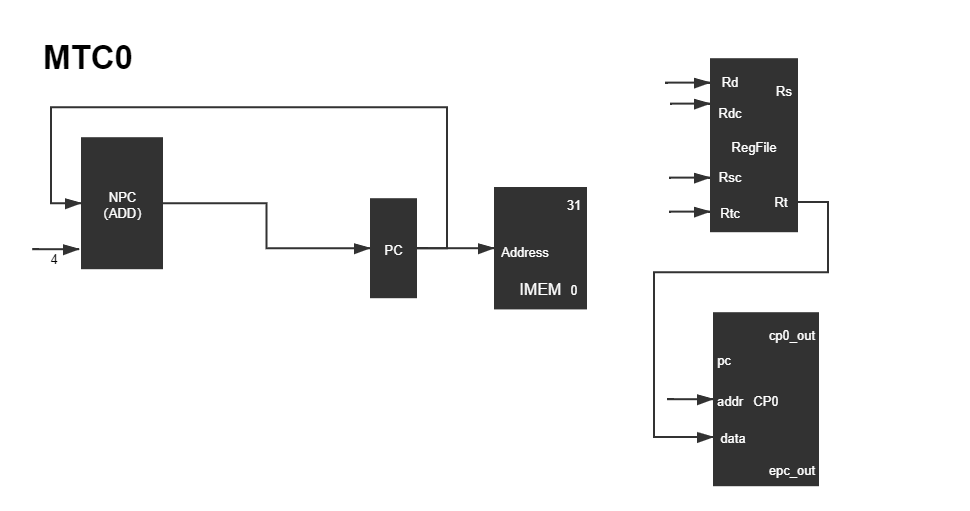 MTC0
NPC
(ADD)
4
PC
31
Address
IMEM 0
Rd
Rs
Rdc
RegFile
Rsc
Rt
Rtc
cp0_out
pc
addr CP0
data
epc_out